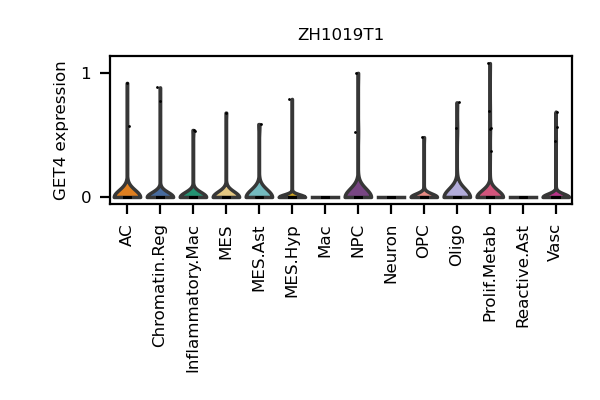 ZH1019T1
GET4 expression
1
0
AC
Chromatin.Reg
Inflammatory.Mac
MES
MES.Ast
MES.Hyp
Mac
NPC
Neuron
OPC
Oligo
Prolif.Metab
Reactive.Ast
Vasc